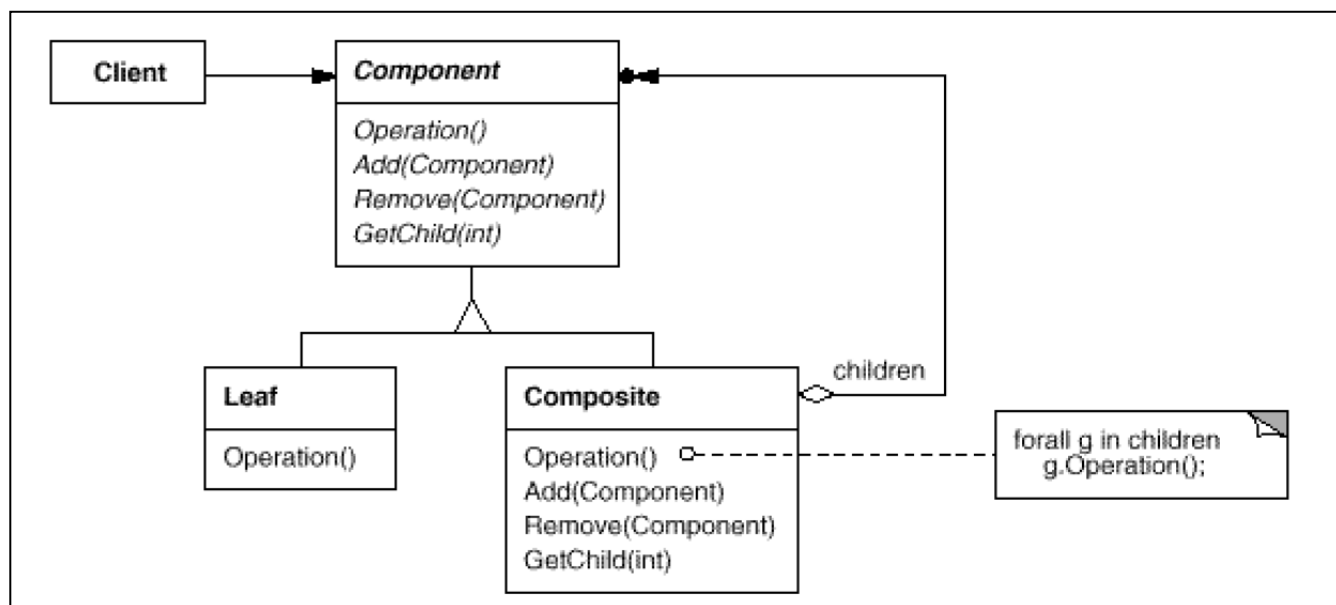 Client
Component
Operation()
Add(Component)
Remove(Component)
GetChild(int)
Leaf
Operation()
Composite
Operation()
Add(Component)
Remove(Component)
GetChild(int)
children
forall g in children
g.Operation();